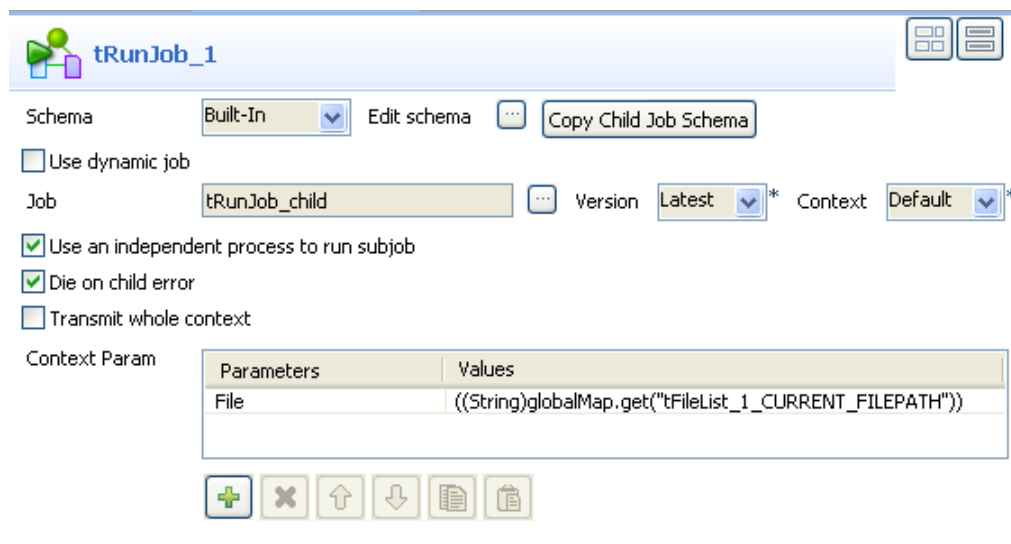 tRunJob_1
Schema Built-In Edit schema ... Copy Child Job Schema
Use dynamic job
Job tRunJob_child ... Version Latest * Context Default *
Use an independent process to run subjob
Die on child error
Transmit whole context
Context Param Parameters Values
File ((String)globalMap.get("tFileList_1_CURRENT_FILEPATH"))